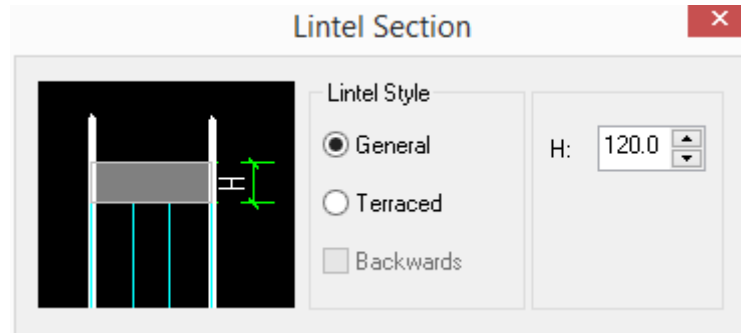 Lintel Section
Lintel Style
General
H: 120.0
H
Terraced
Backwards